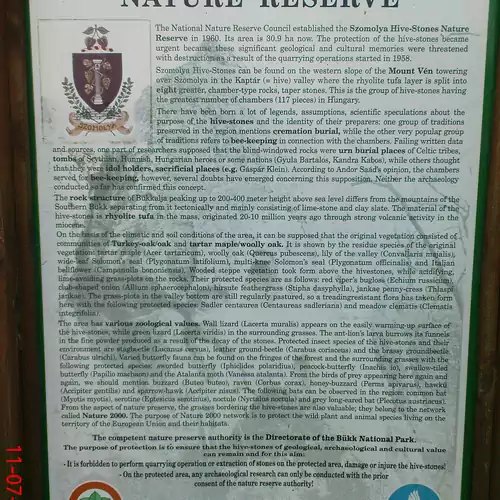 NATURE RESERVE
The National Nature Reserve Council established the Szomolya Hive-Stones Nature
Reserve in 1960. Its area is 30.9 ha now. The protection of the hive-stones became
urgent because these significant geological and cultural memories were threatened
with destruction as a result of the quarrying operations started in 1958.
Szomolya Hive-Stones can be found on the western slope of the Mount Vén towering
over Szomolya in the Kaptár (= hive) valley where the rhyolite tufa layer is split into
eight greater, chamber-type rocks, taper stones. This is the group of hive-stones having
the greatest number of chambers (117 pieces) in Hungary.
There have been born a lot of legends, assumptions, scientific speculations about the
purpose of the hive-stones and the identity of their preparers: one group of traditions
preserved in the region mentions cremation burial, while the other very popular group
of traditions refers to bee-keeping in connection with the chambers. Failing written data
and sources, one part of researchers supposed that the blind-windowed rocks were urn burial places of Celtic tribes,
tombs of Scythian, Hunnish, Hungarian heroes or some nations (Gyula Bartalos, Kandra Kabos), while others thought
that they were idol holders, sacrificial places (e.g. Gáspár Klein). According to Andor Saád's opinion, the chambers
served for bee-keeping, however, several doubts have emerged concerning this supposition. Neither the archaeology
conducted so far has confirmed this concept.
The rock structure of Bükkalja peaking up to 200-400 meter height above sea level differs from the mountains of the
Southern Bükk separating from it tectonically and mainly consisting of lime-stone and clay slate. The material of the
hive-stones is rhyolite tufa in mass, originated 20-10 million years ago through strong volcanic activity in the
miocene.
On the basis of the climatic and soil conditions of the area, it can be supposed that the original vegetation consisted of
communities of Turkey-oak/oak and tartar maple/woolly oak. It is shown by the residue species of the original
vegetation: tartar maple (Acer tartaricum), woolly oak (Quercus pubescens), lily of the valley (Convallaria majalis),
wide-leaf Solomon's seal (Plygonatum latifolium), multi-knee Solomon's seal (Plygonatum officinalis) and Italian
bellflower (Campanula bononiensis). Wooded steppe vegetation took form above the hivestones, while acidifying,
lime-avoiding grass-plots on the rocks. Their protected species are as follows: red viper's bugloss (Echium russicum),
club-shaped onion (Allium sphaerocephalon), hirsute feathergrass (Stipha dasyphylla), jankae penny-cress (Thlaspi
jankae). The grass-plots in the valley bottom are still regularly pastured, so a treadingresistant flora has taken form
here with the following protected species: Sadler centaurea (Centaureas sadleriana) and meadow clematis (Clematis
integrifolia).
The area has various zoological values. Wall lizard (Lacerta muralis) appears on the easily warming-up surface of
the hive-stones, while green lizard (Lacerta viridis) in the surrounding grasses. The ant-lion's larva burrows its funnels
in the fine powder produced as a result of the decay of the stones. Protected insect species of the hive-stones and their
environment are stagbeetle (Lucanus cervus), leather ground-beetle (Carabus coriaceus) and the brassy groundbeetle
(Carabus ulrichi). Varied butterfly fauna can be found on the fringes of the forest and the surrounding grasses with the
following protected species: sworded butterfly (Iphiclides polaridius), peacock-butterfly (Inachis io), swallow-tailed
butterfly (Papilio machaon) and the Atalanta moth (Vanessa atalanta). From the birds of prey appearing here again and
again, we should mention buzzard (Buteo buteo), raven (Corbus corax), honey-buzzard (Permis apivarus), hawk
(Accipiter gentilis) and sparrow-hawk (Accipiter nisus). The following bats can be observed in the region: common bat
(Myotis myotis), serotine (Eptesicus serotinus), noctule (Nyctalus noctula) and grey long-eared bat (Plecotus austriacus).
From the aspect of nature preserve, the grasses bordering the hive-stones are also valuable; they belong to the network
called Nature 2000. The purpose of Nature 2000 network is to protect the wild plant and animal species living on the
territory of the European Union and their habitats.
The competent nature preserve authority is the Directorate of the Bükk National Park.
The purpose of protection is to ensure that the hive-stones of geological, archaeological and cultural value
can remain and for this aim:
- It is forbidden to perform quarrying operation or extraction of stones on the protected area, damage or injure the hive-stones!
- On the protected area, any archaeological research can only be conducted with the prior
consent of the nature reserve authority!
SZOMOLYA
11-07